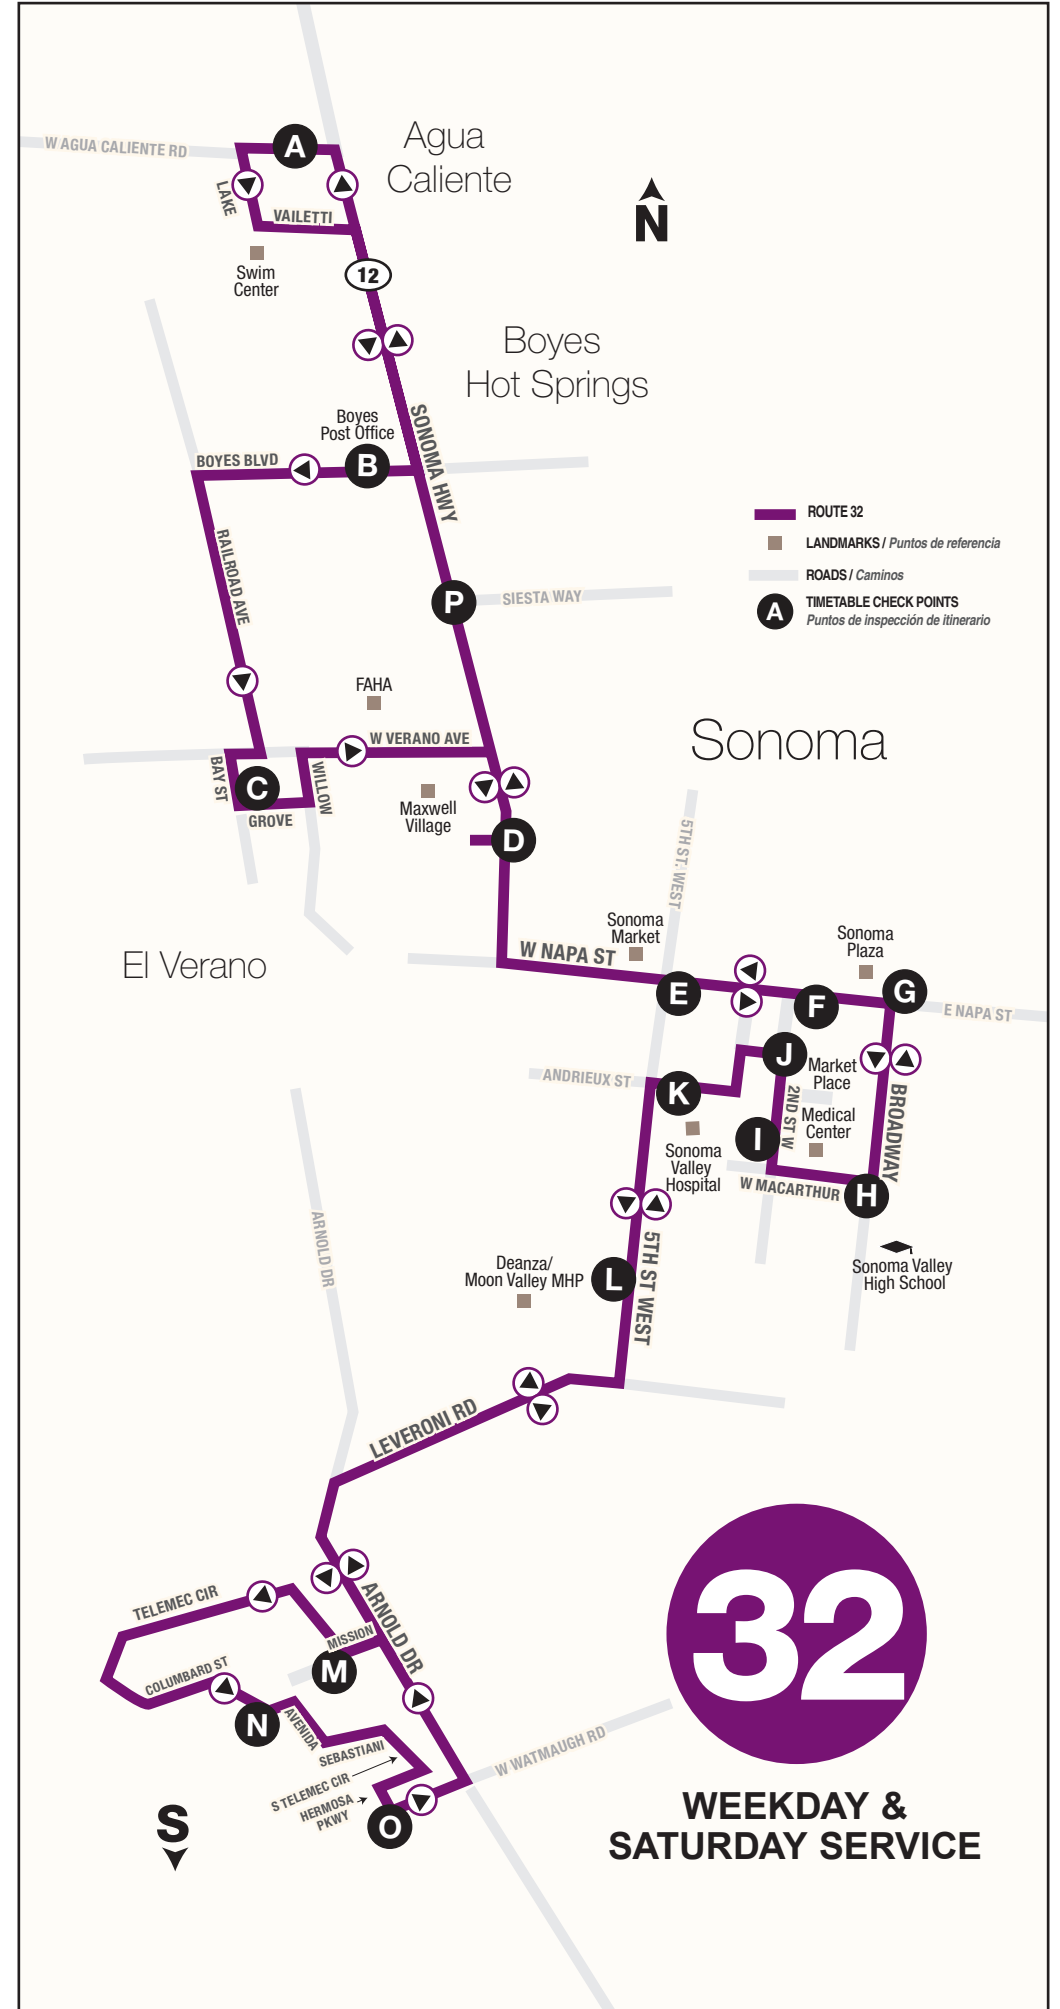 W AGUA CALIENTE RD
A
Agua
Caliente
LAKE
VAILETTI
N
Swim
Center
12
Boyes
Hot Springs
SONOMA HWY
Boyes
Post Office
BOYES BLVD
B
RAILROAD AVE
ROUTE 32
LANDMARKS / Puntos de referencia
ROADS / Caminos
A
TIMETABLE CHECK POINTS
Puntos de inspección de itinerario
P
SIESTA WAY
FAHA
W VERANO AVE
Sonoma
BAY ST
C
WILLOW
GROVE
Maxwell
Village
D
5TH ST. WEST
Sonoma
Market
Sonoma
Plaza
El Verano
W NAPA ST
E
F
G
E NAPA ST
ANDRIEUX ST
J
K
Market
Place
2ND ST W
BROADWAY
Medical
Center
I
Sonoma
Valley
Hospital
W MACARTHUR
H
Sonoma Valley
High School
ARNOLD DR
5TH ST WEST
Deanza/
Moon Valley MHP
L
LEVERONI RD
ARNOLD DR
TELEMEC CIR
MISSION
M
COLUMBARD ST
N
AVENIDA
SEBASTIANI
S TELEMEC CIR
HERMOSA
PKWY
O
W WATMAUGH RD
S
32
WEEKDAY &
SATURDAY SERVICE